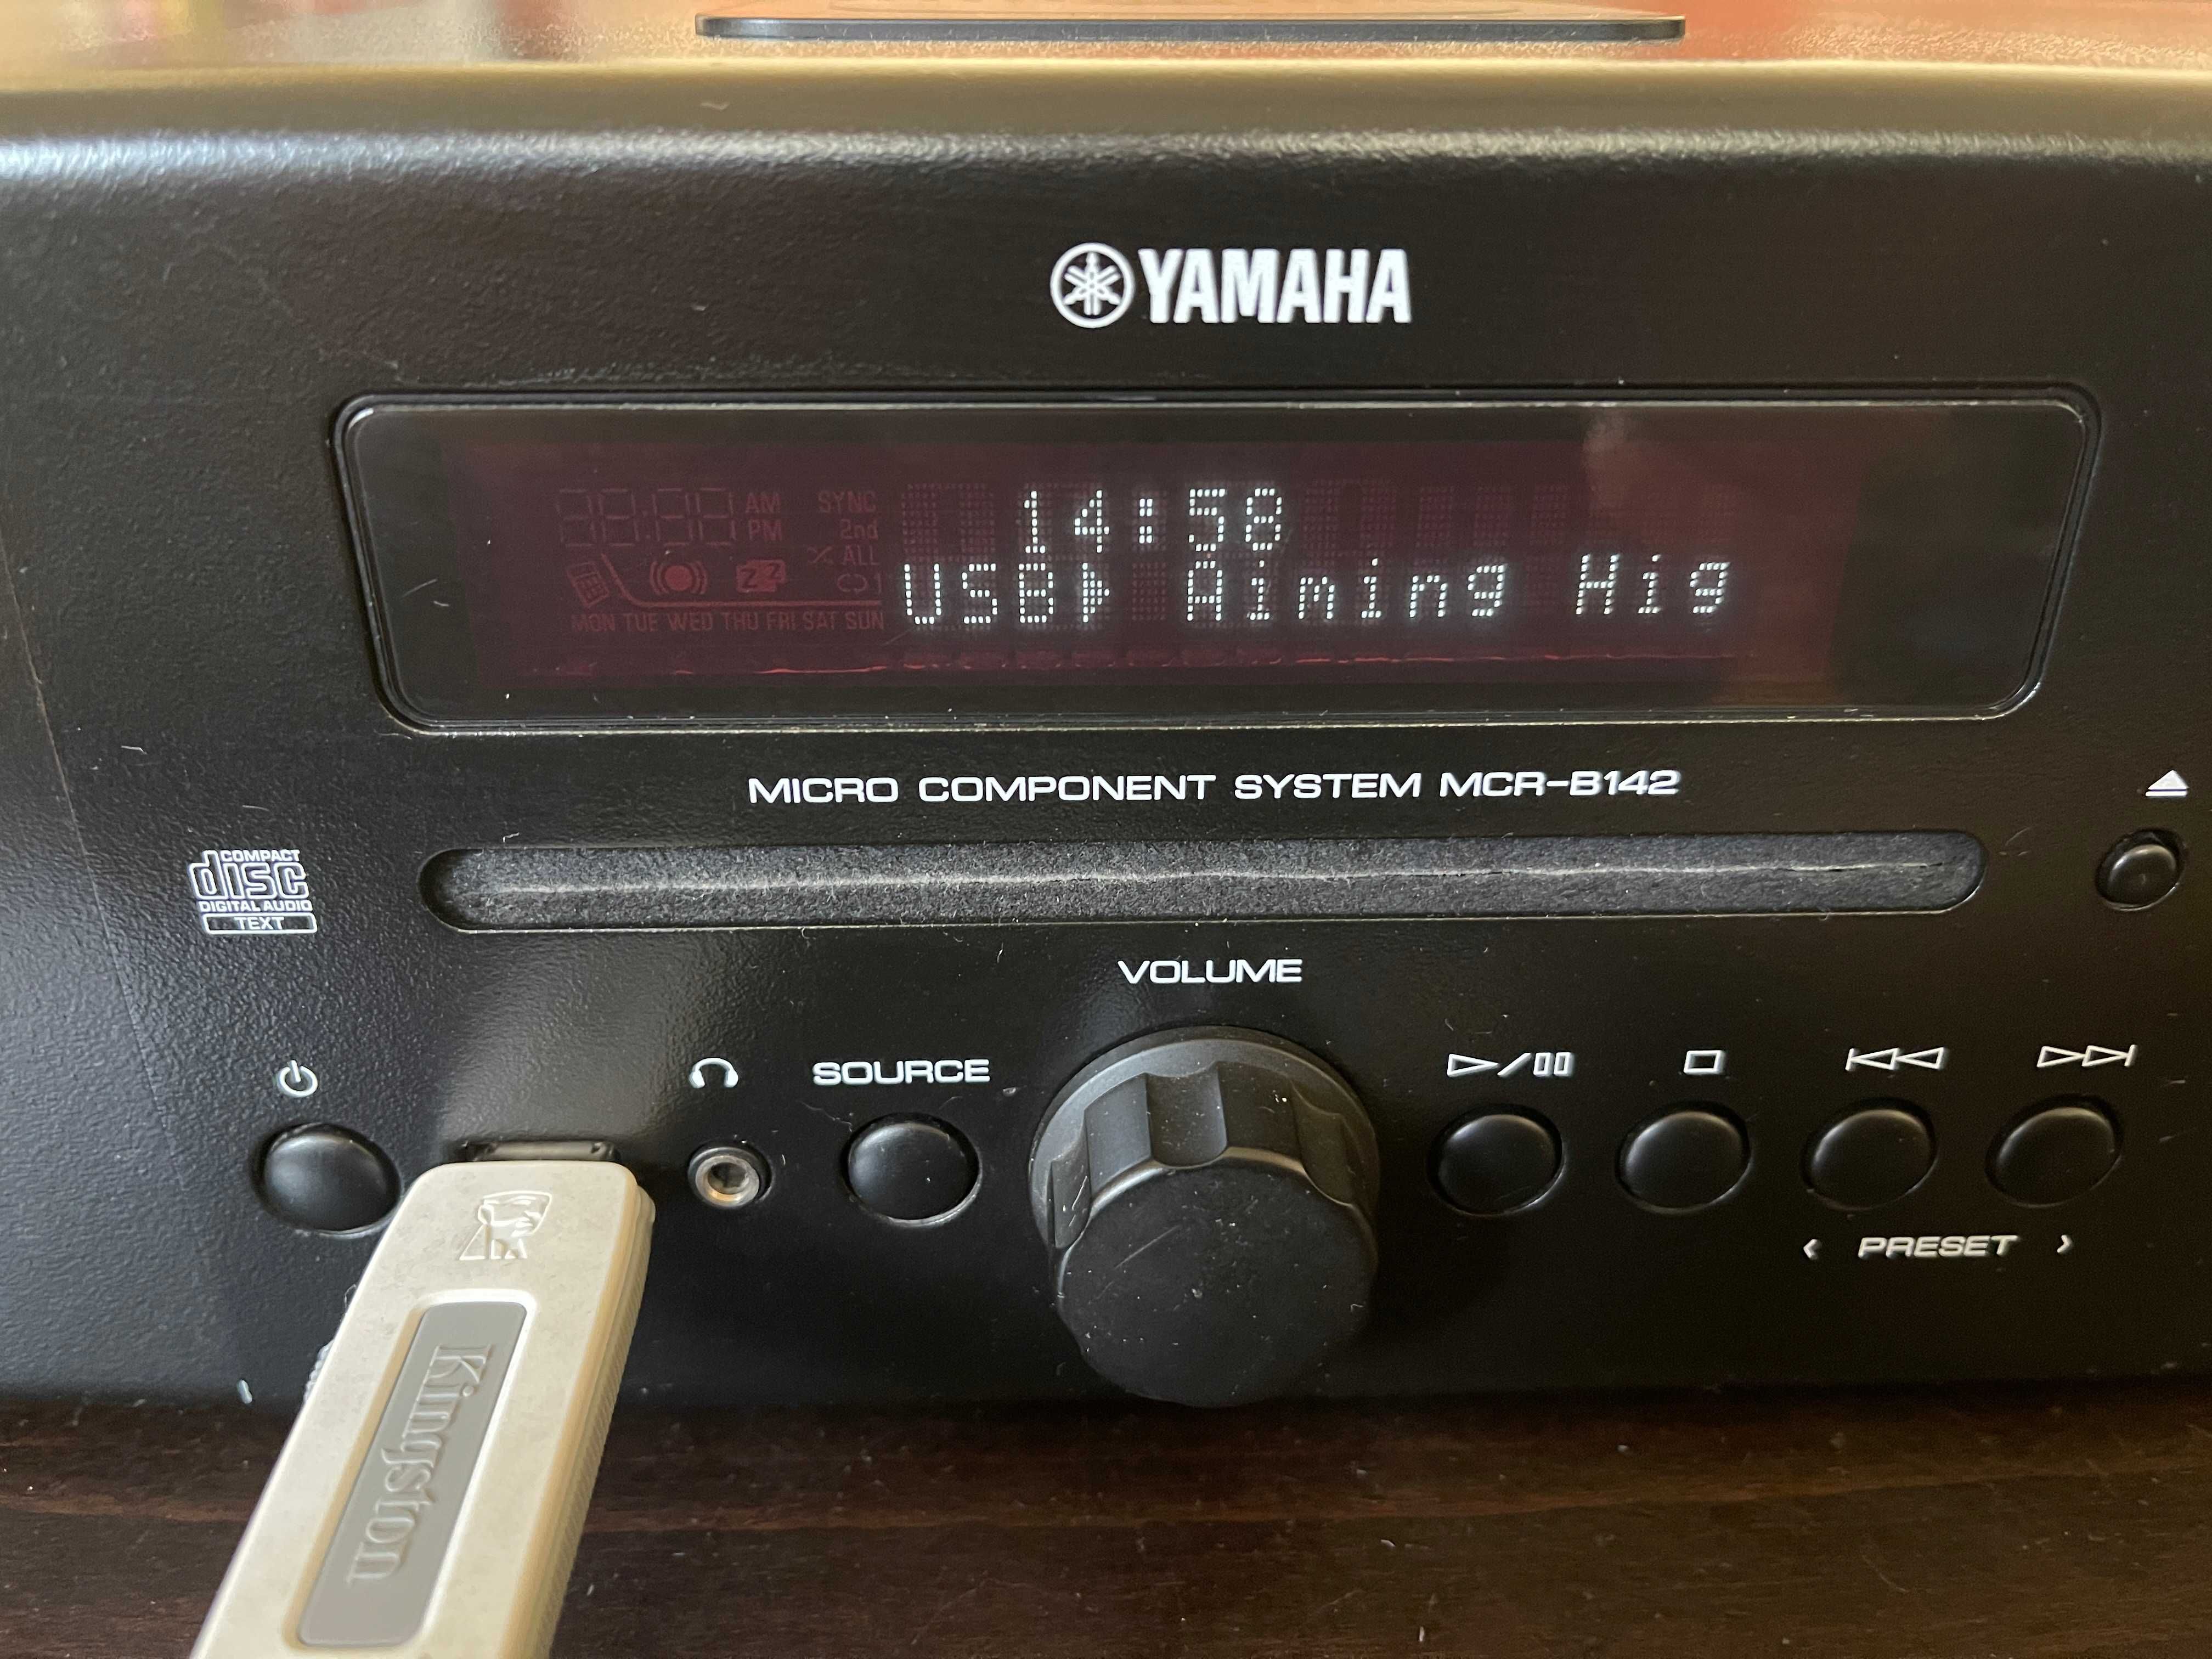 YAMAHA
14:58
AM
SYNC
PM
2nd
ALL
1
USB Aiming Hig
MON TUE WED THU FRI SAT SUN
MICRO COMPONENT SYSTEM MCR-B142
COMPACT
disc
DIGITAL AUDIO
TEXT
VOLUME
SOURCE
PRESET
Kingston